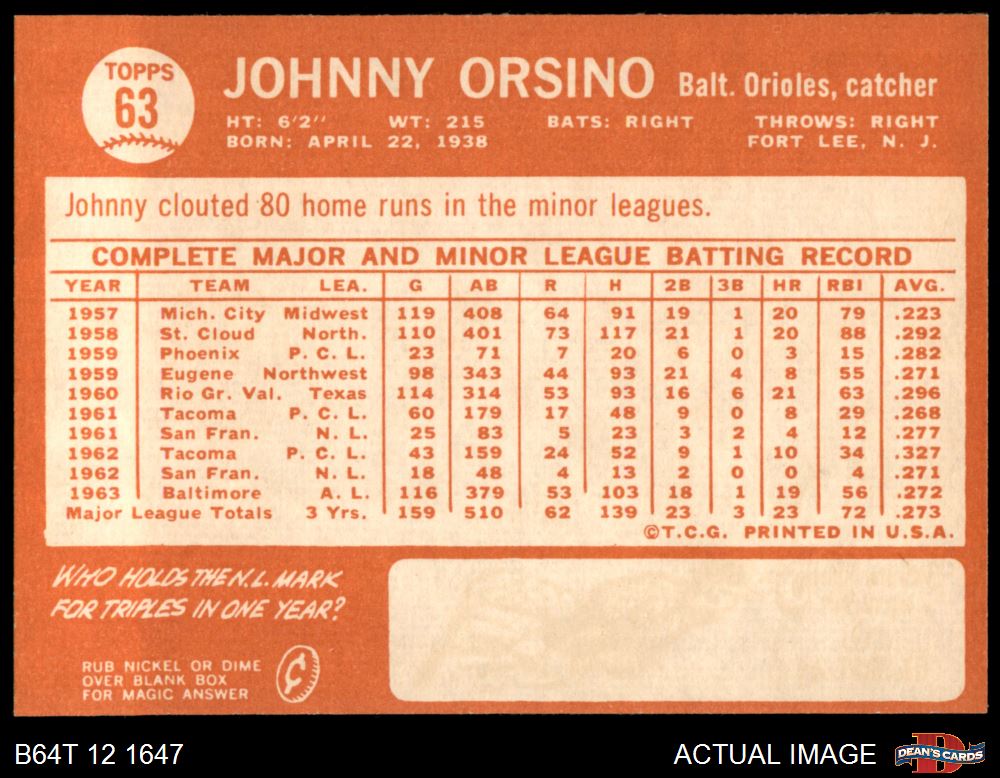 TOPPS
63
JOHNNY ORSINO Balt. Orioles, catcher
HT: 6'2" WT: 215 BATS: RIGHT THROWS: RIGHT
BORN: APRIL 22, 1938 FORT LEE, N. J.
Johnny clouted 80 home runs in the minor leagues.
COMPLETE MAJOR AND MINOR LEAGUE BATTING RECORD
YEAR TEAM LEA. G AB R H 2B 3B HR RBI AVG.
1957 Mich. City Midwest 119 408 64 91 19 1 20 79 .223
1958 St. Cloud North. 110 401 73 117 21 1 20 88 .292
1959 Phoenix P. C. L. 23 71 7 20 6 0 3 15 .282
1959 Eugene Northwest 98 343 44 93 21 4 8 55 .271
1960 Rio Gr. Val. Texas 114 314 53 93 16 6 21 63 .296
1961 Tacoma P. C. L. 60 179 17 48 9 0 8 29 .268
1961 San Fran. N. L. 25 83 5 23 3 2 4 12 .277
1962 Tacoma P. C. L. 43 159 24 52 9 1 10 34 .327
1962 San Fran. N. L. 18 48 4 13 2 0 0 4 .271
1963 Baltimore A. L. 116 379 53 103 18 1 19 56 .272
Major League Totals 3 Yrs. 159 510 62 139 23 3 23 72 .273
©T.C.G. PRINTED IN U.S.A.
WHO HOLDS THE N.L. MARK
FOR TRIPLES IN ONE YEAR?
RUB NICKEL OR DIME
OVER BLANK BOX
FOR MAGIC ANSWER
B64T 12 1647 ACTUAL IMAGE DEAN'S CARDS